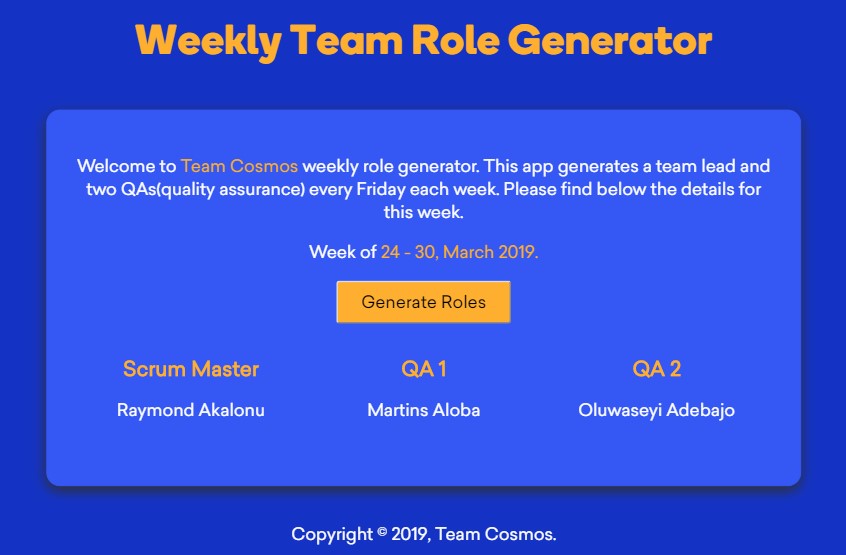 Weekly Team Role Generator
Welcome to Team Cosmos weekly role generator. This app generates a team lead and
two QAs(quality assurance) every Friday each week. Please find below the details for
this week.
Week of 24 - 30, March 2019.
Generate Roles
Scrum Master QA 1 QA 2
Raymond Akalonu Martins Aloba Oluwaseyi Adebajo
Copyright © 2019, Team Cosmos.